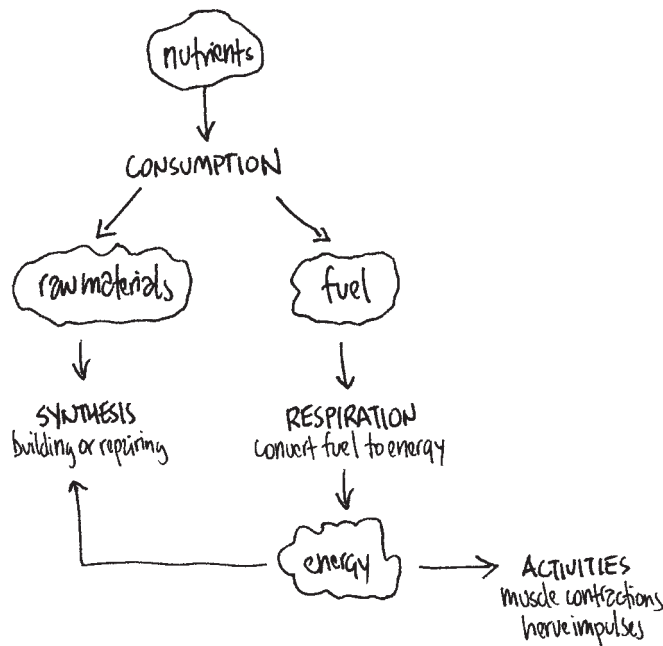 nutrients
CONSUMPTION
raw materials
fuel
SYNTHESIS
building or repairing
RESPIRATION
convert fuel to energy
energy
ACTIVITIES
muscle contractions
nerve impulses